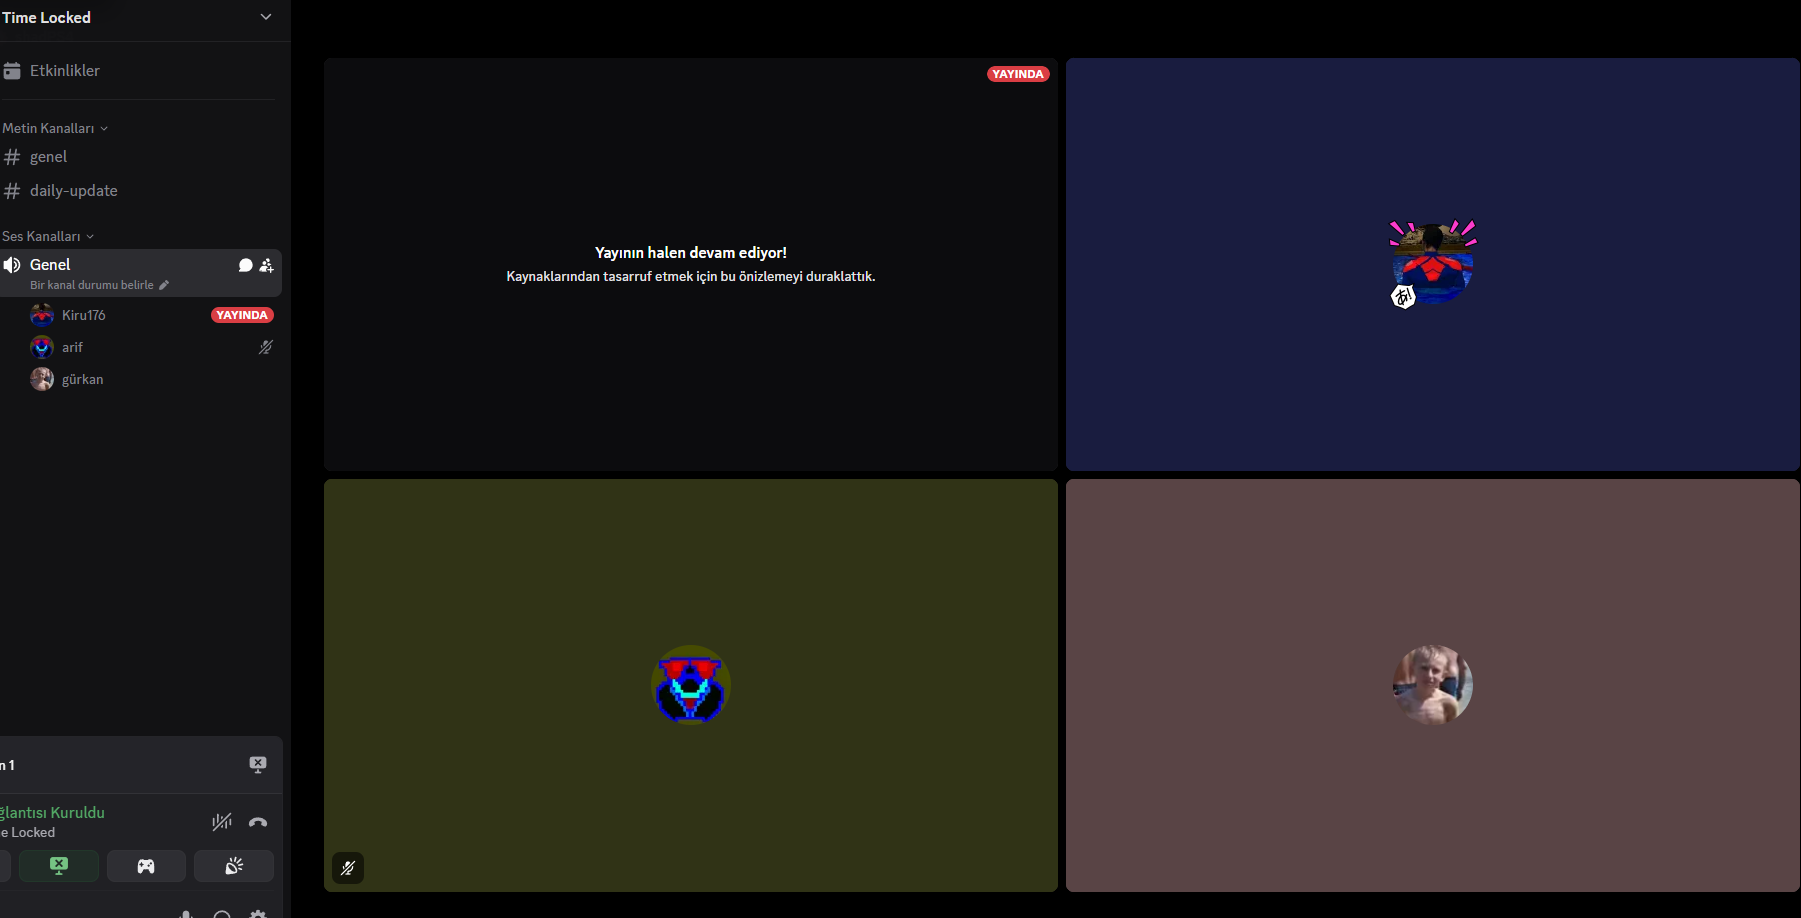 Time Locked
Etkinlikler
Metin Kanalları
genel
daily-update
Ses Kanalları
Genel
Bir kanal durumu belirle
Kiru176
YAYINDA
arif
gürkan
n 1
ğlantısı Kuruldu
e Locked
YAYINDA
Yayının halen devam ediyor!
Kaynaklarından tasarruf etmek için bu önizlemeyi duraklattık.